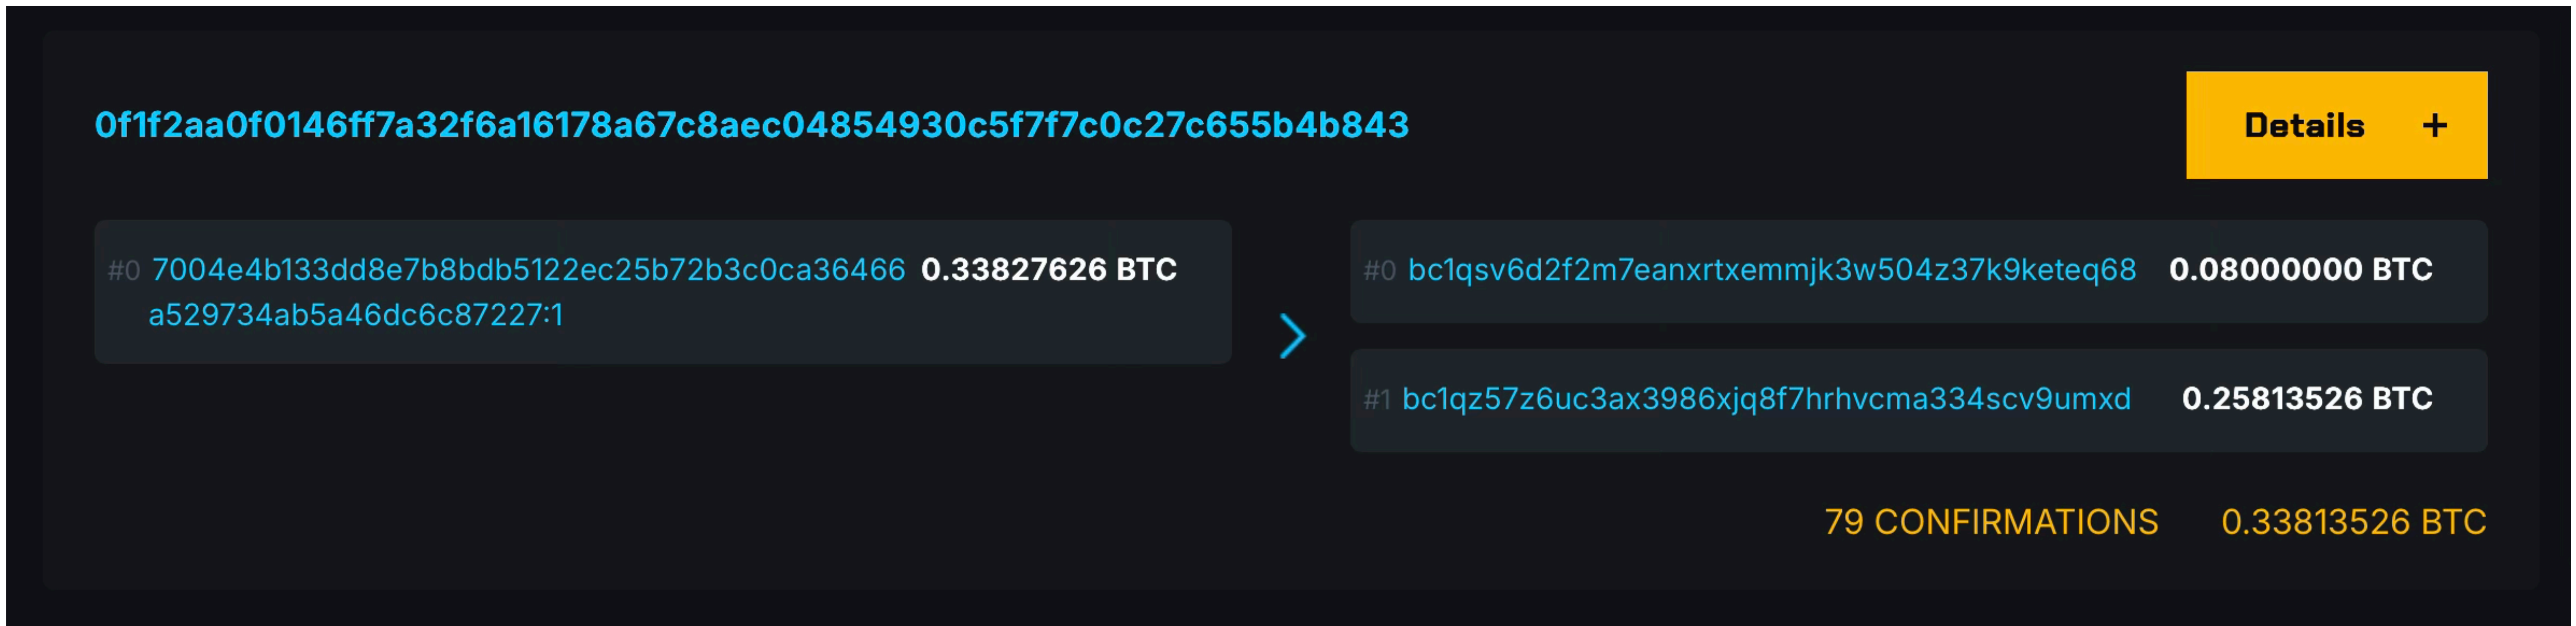 0f1f2aa0f0146ff7a32f6a16178a67c8aec04854930c5f7f7c0c27c655b4b843
Details +
#0 7004e4b133dd8e7b8bdb5122ec25b72b3c0ca36466 0.33827626 BTC
a529734ab5a46dc6c87227:1
#0 bc1qsv6d2f2m7eanxrtxemmjk3w504z37k9keteq68 0.08000000 BTC
#1 bc1qz57z6uc3ax3986xjq8f7hrhvcma334scv9umxd 0.25813526 BTC
79 CONFIRMATIONS 0.33813526 BTC